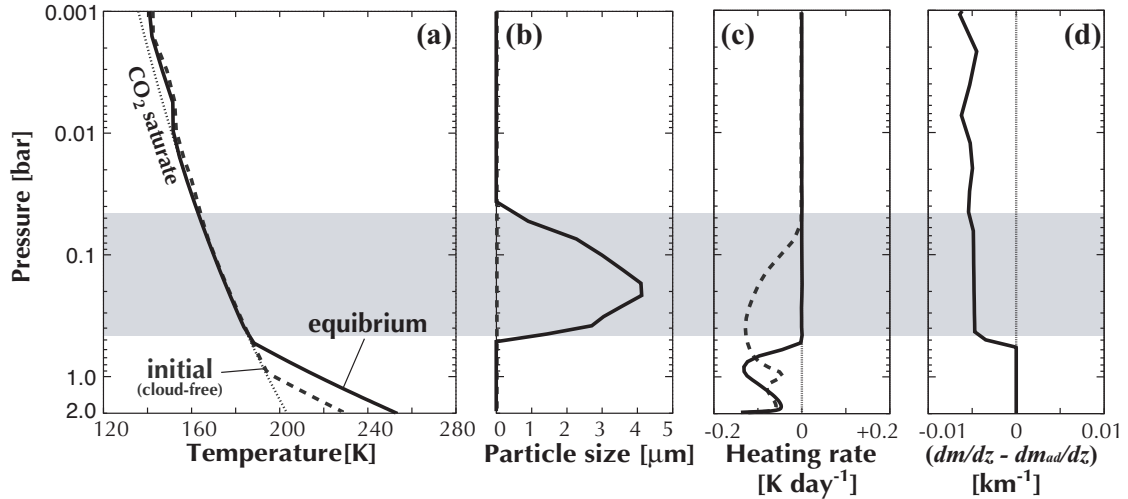 (a)
(b)
(c)
(d)
Pressure [bar]
0.001
0.01
0.1
1.0
2.0
CO2 saturate
equibrium
initial
(cloud-free)
120 160 200 240 280
Temperature[K]
0 1 2 3 4 5
Particle size [μm]
-0.2 0 +0.2
Heating rate
[K day-1]
-0.01 0 0.01
(dm/dz - dmad/dz)
[km-1]